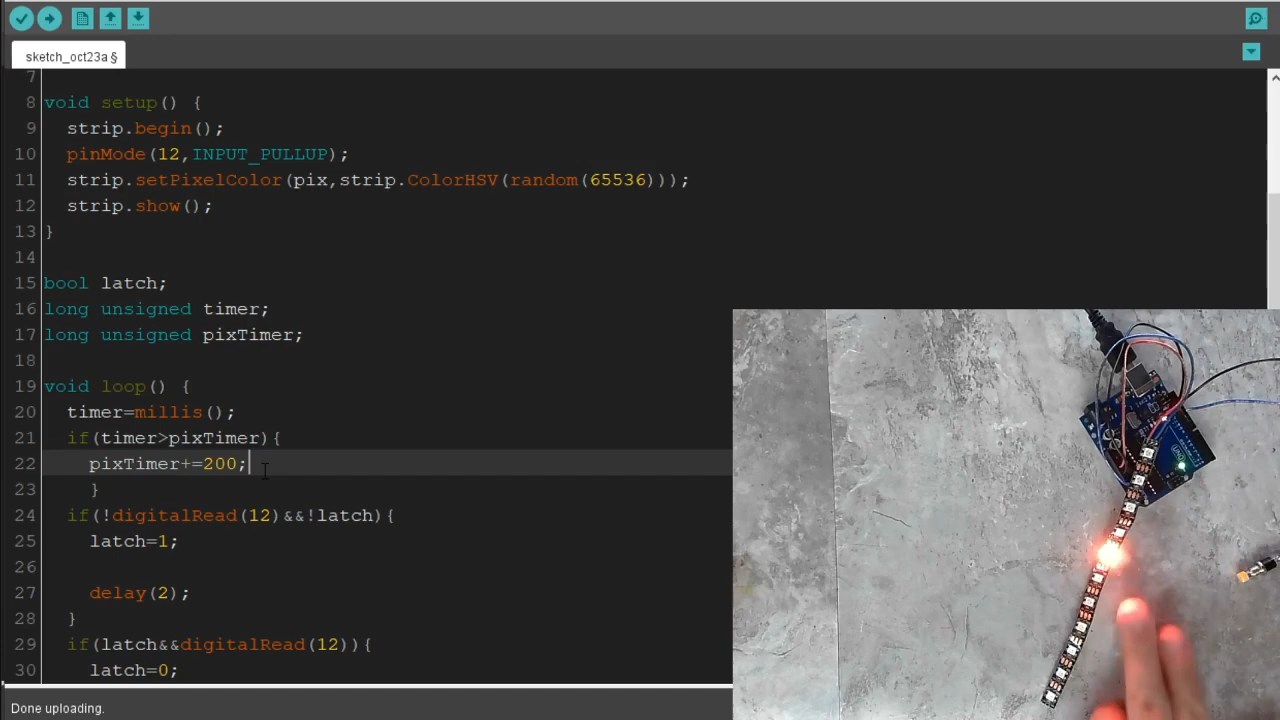 sketch_oct23a §
7
8 void setup() {
9   strip.begin();
10   pinMode(12,INPUT_PULLUP);
11   strip.setPixelColor(pix,strip.ColorHSV(random(65536)));
12   strip.show();
13 }
14
15 bool latch;
16 long unsigned timer;
17 long unsigned pixTimer;
18
19 void loop() {
20   timer=millis();
21   if(timer>pixTimer){
22     pixTimer+=200;
23     }
24   if(!digitalRead(12)&&!latch){
25     latch=1;
26
27     delay(2);
28   }
29   if(latch&&digitalRead(12)){
30     latch=0;
Done uploading.